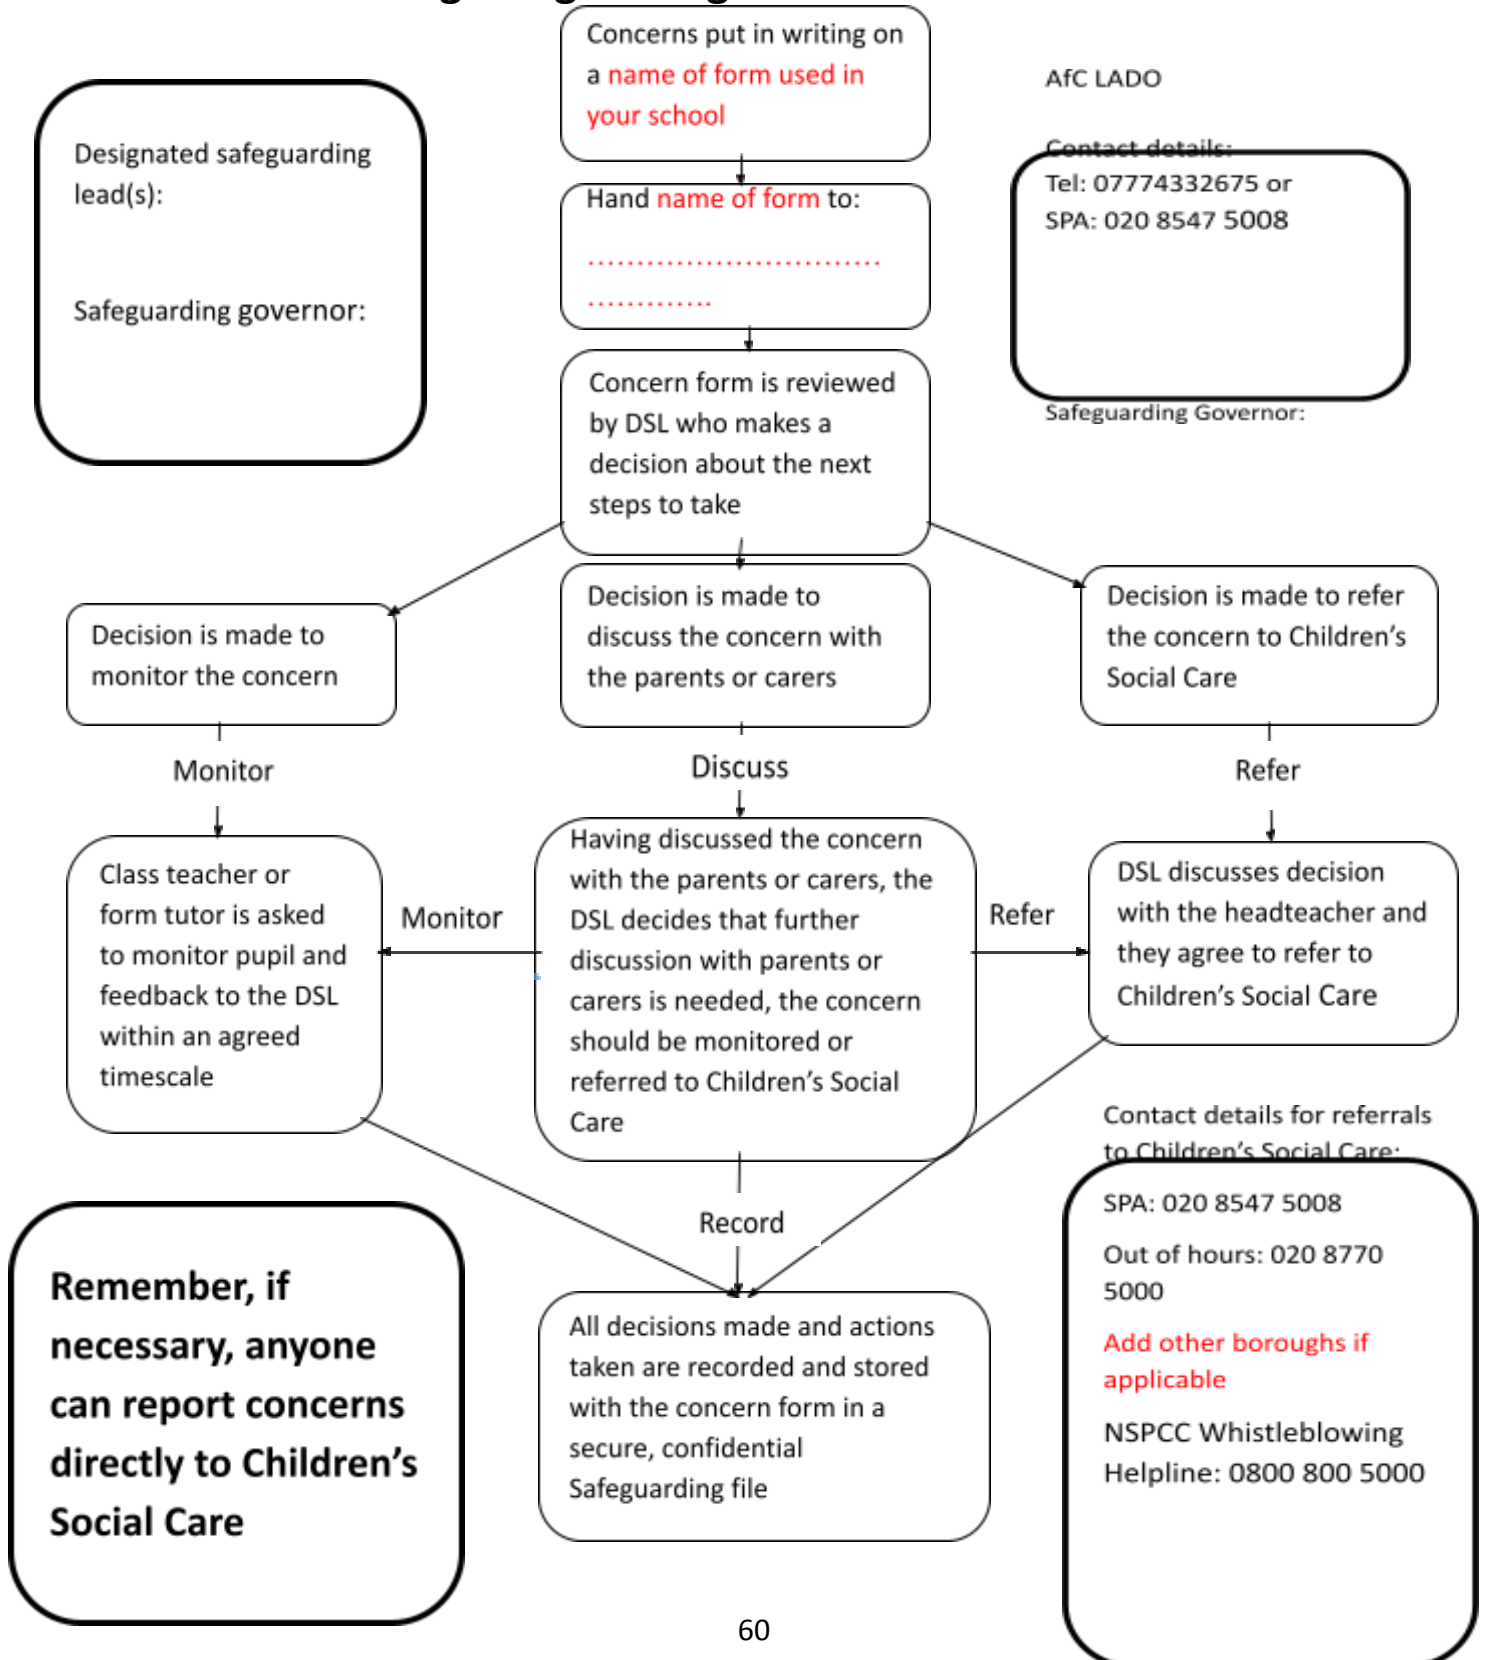 Concerns put in writing on
a name of form used in
your school
AfC LADO
Contact details:
Tel: 07774332675 or
SPA: 020 8547 5008
Safeguarding Governor:
Designated safeguarding
lead(s):
Safeguarding governor:
Hand name of form to:
..............................
.............
Concern form is reviewed
by DSL who makes a
decision about the next
steps to take
Decision is made to
monitor the concern
Decision is made to
discuss the concern with
the parents or carers
Decision is made to refer
the concern to Children's
Social Care
Monitor
Discuss
Refer
Class teacher or
form tutor is asked
to monitor pupil and
feedback to the DSL
within an agreed
timescale
Monitor
Having discussed the concern
with the parents or carers, the
DSL decides that further
discussion with parents or
carers is needed, the concern
should be monitored or
referred to Children's Social
Care
Refer
DSL discusses decision
with the headteacher and
they agree to refer to
Children's Social Care
Record
Contact details for referrals
to Children's Social Care:
SPA: 020 8547 5008
Out of hours: 020 8770
5000
Add other boroughs if
applicable
NSPCC Whistleblowing
Helpline: 0800 800 5000
Remember, if
necessary, anyone
can report concerns
directly to Children's
Social Care
All decisions made and actions
taken are recorded and stored
with the concern form in a
secure, confidential
Safeguarding file
60